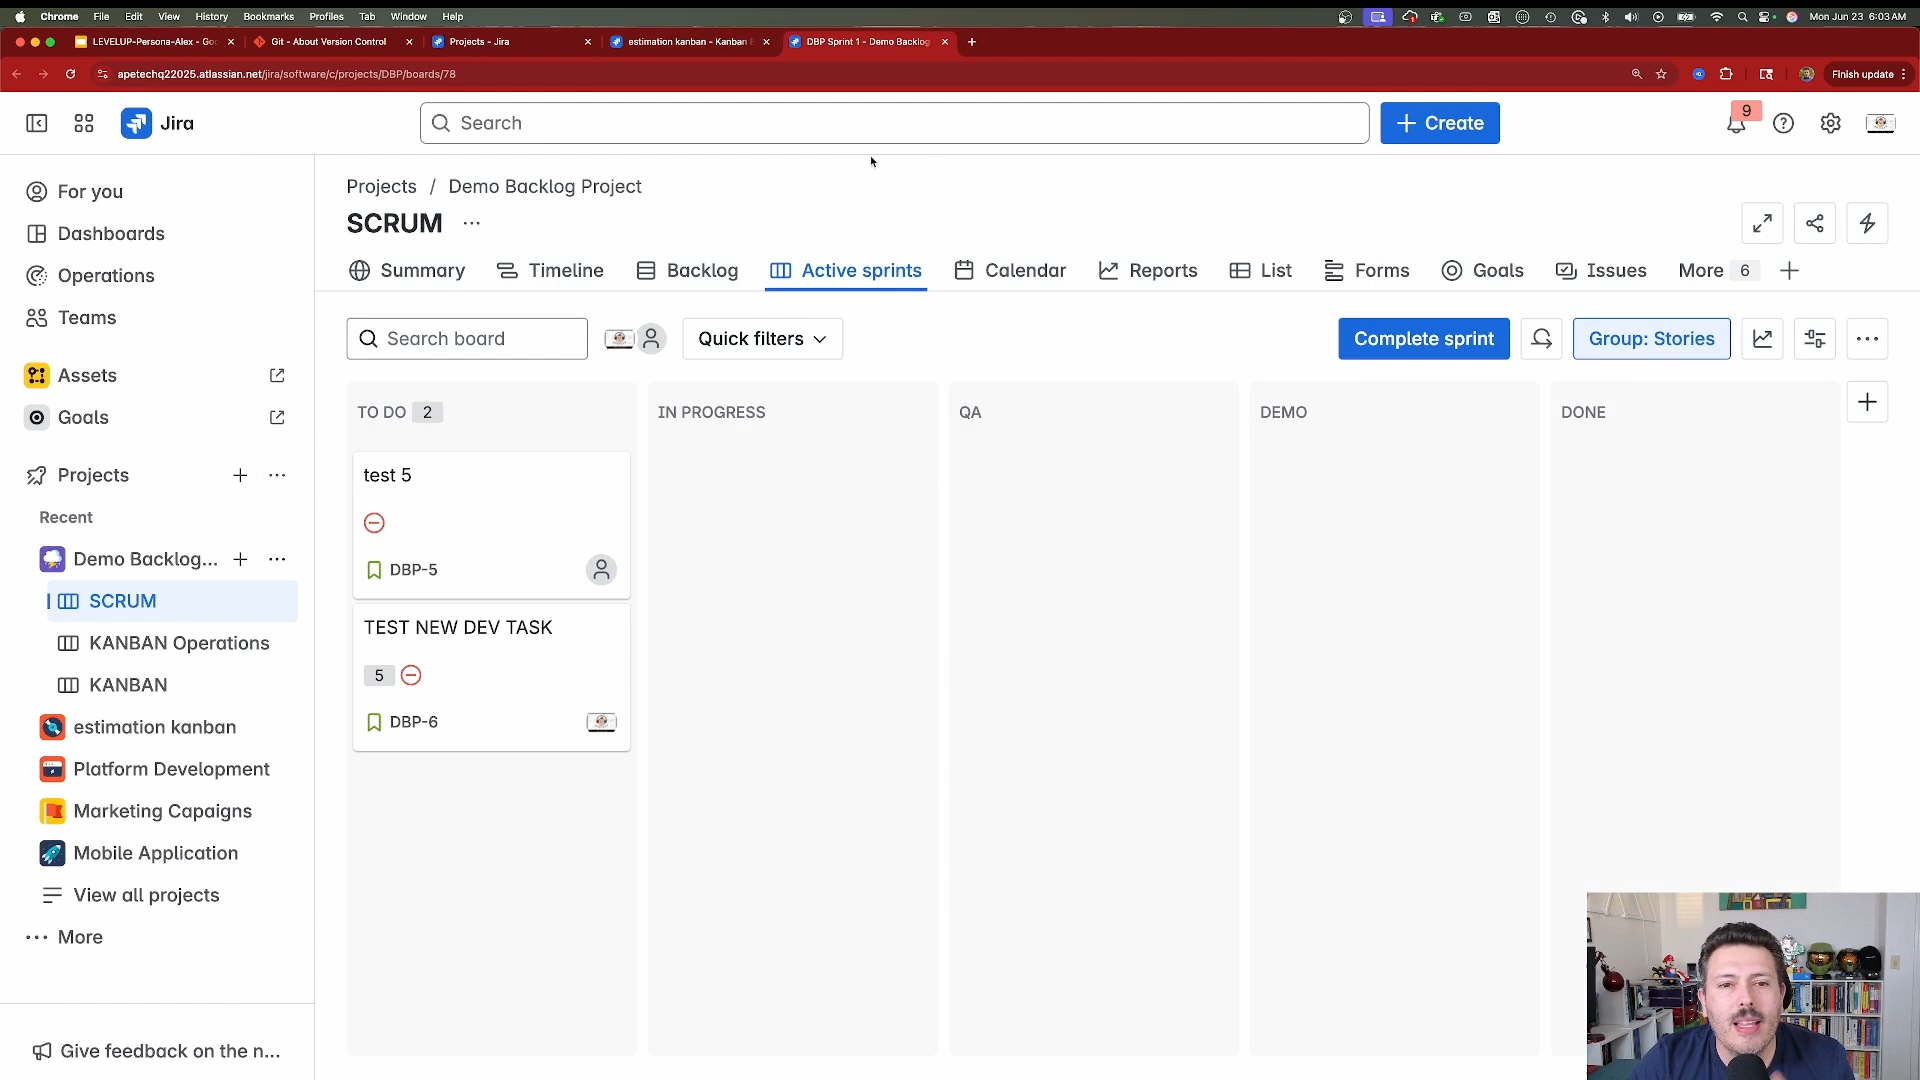 Chrome File Edit View History Bookmarks Profiles Tab Window Help
Mon Jun 23 6:03 AM
LEVELUP-Persona-Alex - Goo
Git - About Version Control
Projects - Jira
estimation kanban - Kanban
DBP Sprint 1 - Demo Backlog
apetechq22025.atlassian.net/jira/software/c/projects/DBP/boards/78
Finish update
Jira
Search
Create
9
For you
Dashboards
Operations
Teams
Assets
Goals
Projects
Recent
Demo Backlog...
SCRUM
KANBAN Operations
KANBAN
estimation kanban
Platform Development
Marketing Capaigns
Mobile Application
View all projects
More
Give feedback on the n...
Projects / Demo Backlog Project
SCRUM
Summary Timeline Backlog Active sprints Calendar Reports List Forms Goals Issues More 6
Search board
Quick filters
Complete sprint
Group: Stories
TO DO 2
IN PROGRESS
QA
DEMO
DONE
test 5
DBP-5
TEST NEW DEV TASK
5
DBP-6